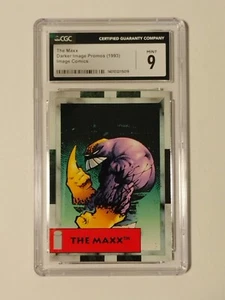 CGC
CERTIFIED GUARANTY COMPANY
The Maxx
Darker Image Promos (1993)
Image Comics
MINT
9
THE MAXX™